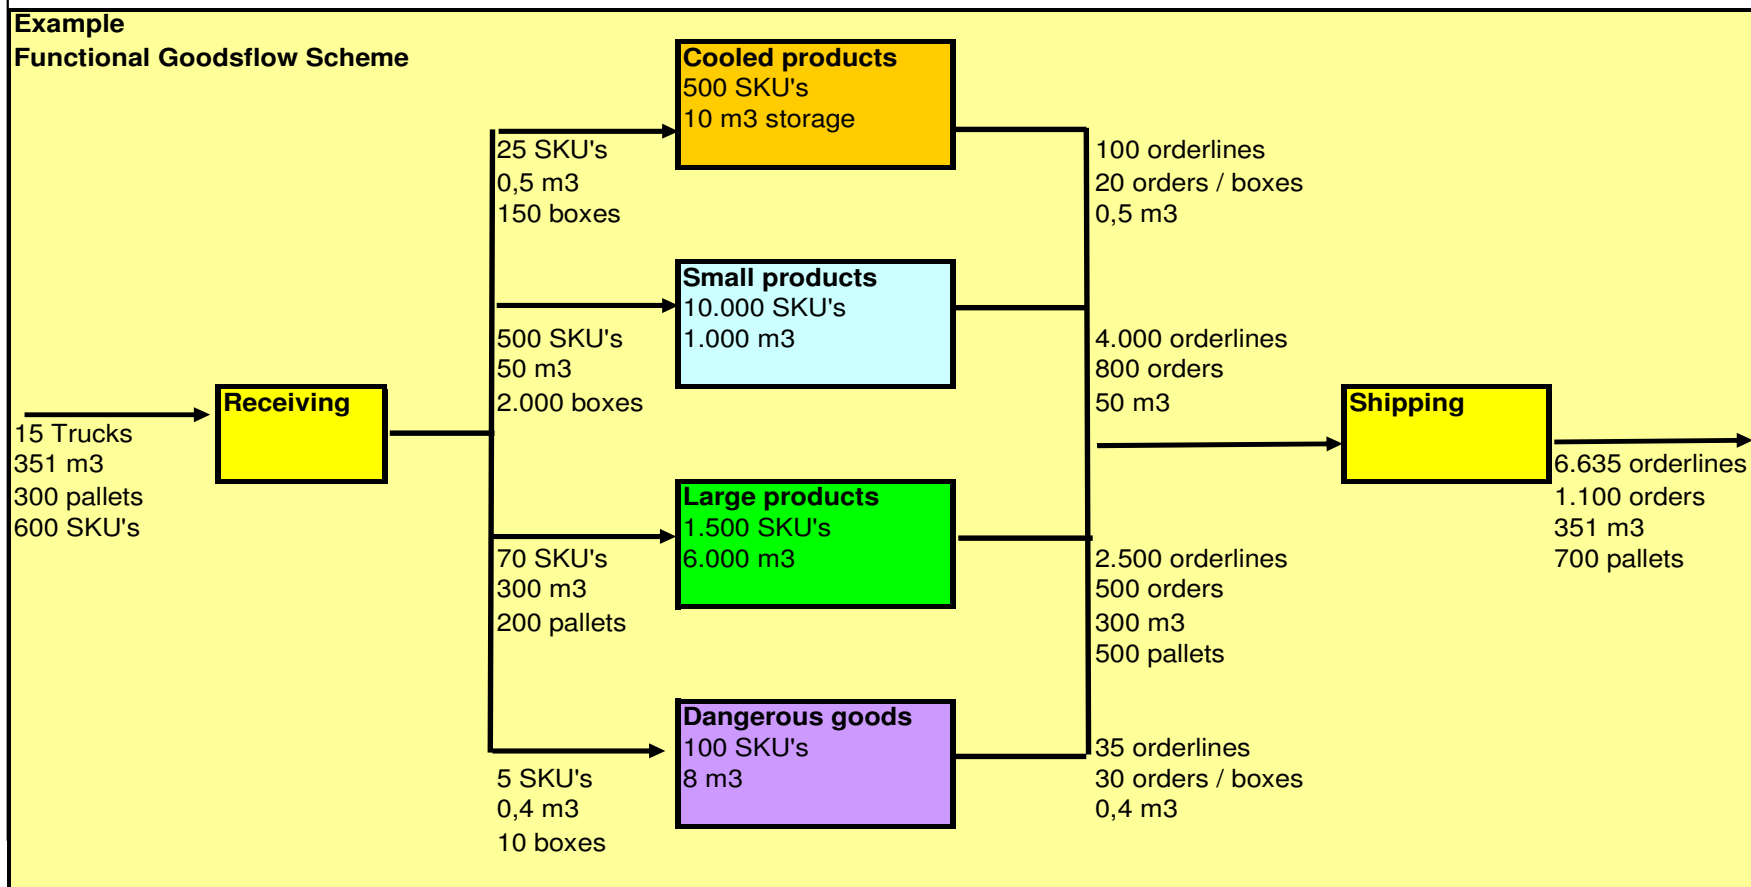 Example
Functional Goodsflow Scheme
15 Trucks
351 m3
300 pallets
600 SKU's
Receiving
25 SKU's
0,5 m3
150 boxes
500 SKU's
50 m3
2.000 boxes
70 SKU's
300 m3
200 pallets
5 SKU's
0,4 m3
10 boxes
Cooled products
500 SKU's
10 m3 storage
Small products
10.000 SKU's
1.000 m3
Large products
1.500 SKU's
6.000 m3
Dangerous goods
100 SKU's
8 m3
100 orderlines
20 orders / boxes
0,5 m3
4.000 orderlines
800 orders
50 m3
2.500 orderlines
500 orders
300 m3
500 pallets
35 orderlines
30 orders / boxes
0,4 m3
Shipping
6.635 orderlines
1.100 orders
351 m3
700 pallets